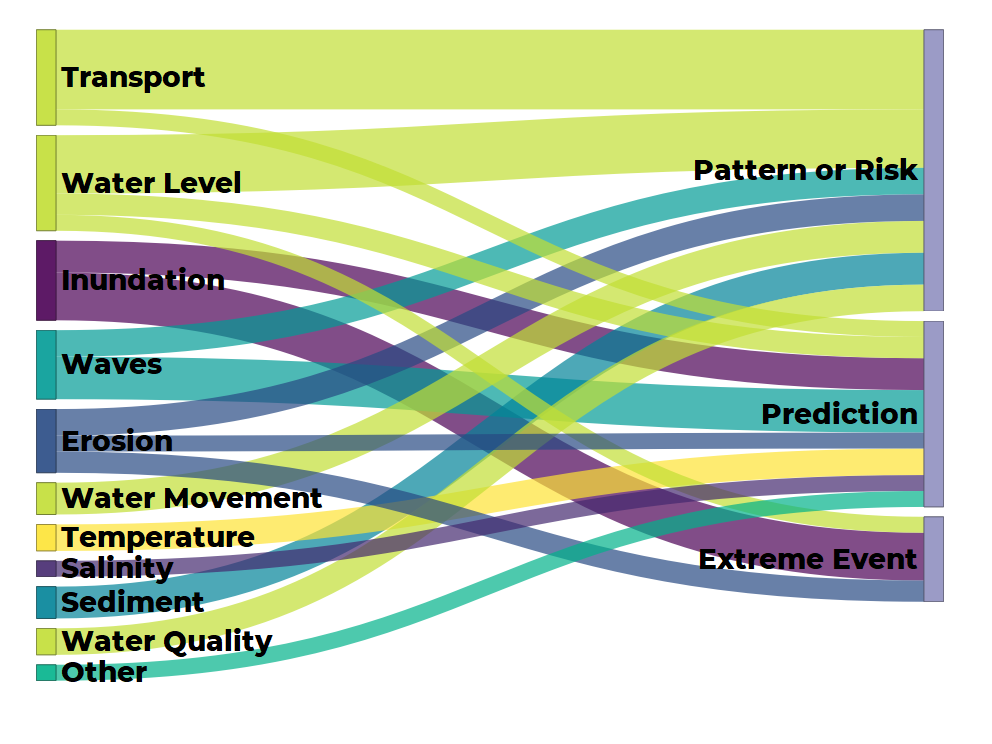 Transport
Water Level
Inundation
Waves
Erosion
Water Movement
Temperature
Salinity
Sediment
Water Quality
Other
Pattern or Risk
Prediction
Extreme Event